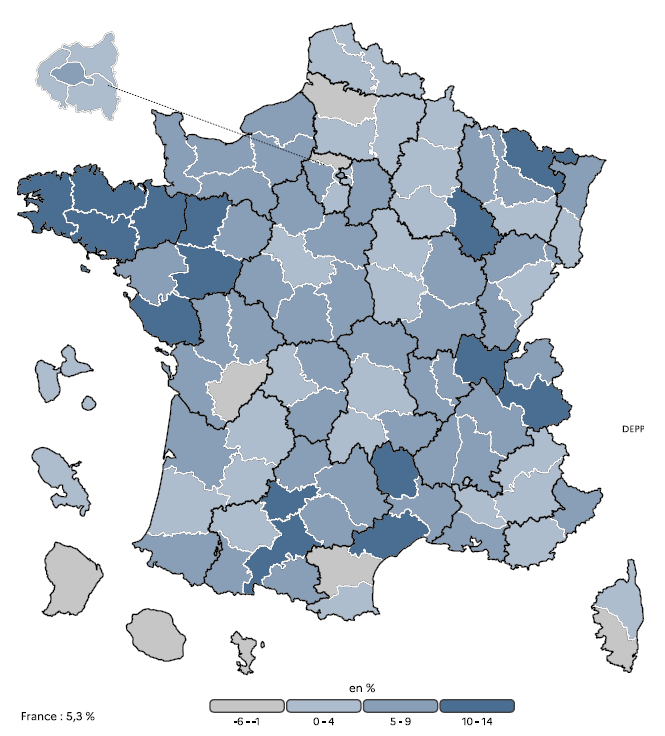 DEPP
en %
-6 --1
0 - 4
5 - 9
10 - 14
France : 5,3 %